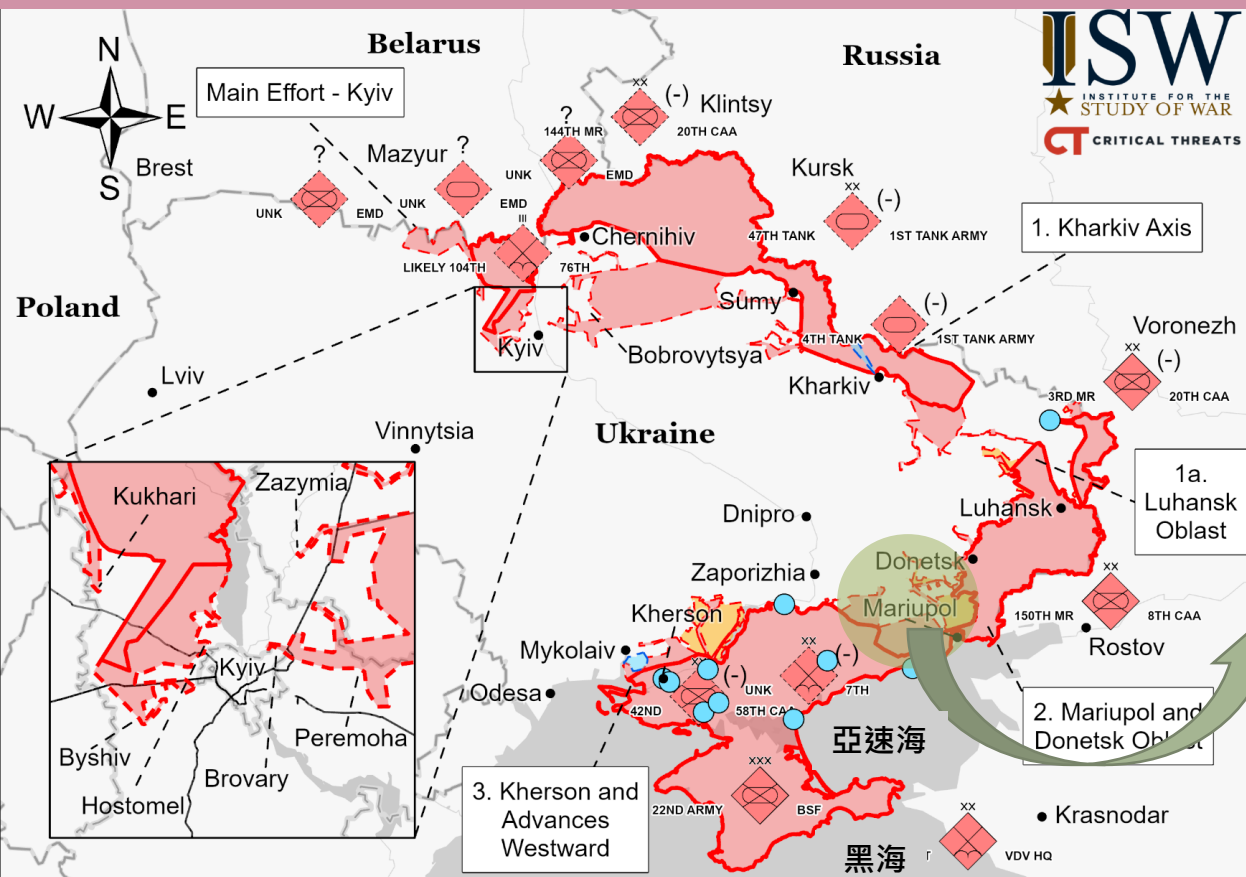 Belarus
Russia
ISW
INSTITUTE FOR THE
STUDY OF WAR
CT CRITICAL THREATS
N
W
E
S
Main Effort - Kyiv
Brest
Mazyur
?
UNK
EMD
?
UNK
EMD
?
144TH MR
UNK
EMD
XX
(-)
Klintsy
20TH CAA
Kursk
XX
(-)
47TH TANK
1ST TANK ARMY
1. Kharkiv Axis
III
LIKELY 104TH
76TH
Chernihiv
Poland
Sumy
Kyiv
Bobrovytsya
(-)
4TH TANK
1ST TANK ARMY
Voronezh
XX
(-)
3RD MR
20TH CAA
Lviv
Kharkiv
Vinnytsia
Ukraine
1a.
Luhansk
Oblast
Kukhari
Zazymia
Dnipro
Luhansk
Donetsk
Zaporizhia
Mariupol
Kherson
XX
150TH MR
8TH CAA
Rostov
Mykolaiv
XX
(-)
UNK
42ND
58TH CAA
XX
(-)
7TH
Odesa
Kyiv
Byshiv
Hostomel
Brovary
Peremoha
2. Mariupol and
Donetsk Oblast
亞速海
3. Kherson and
Advances
Westward
XXX
22ND ARMY
BSF
黑海
XX
VDV HQ
Krasnodar